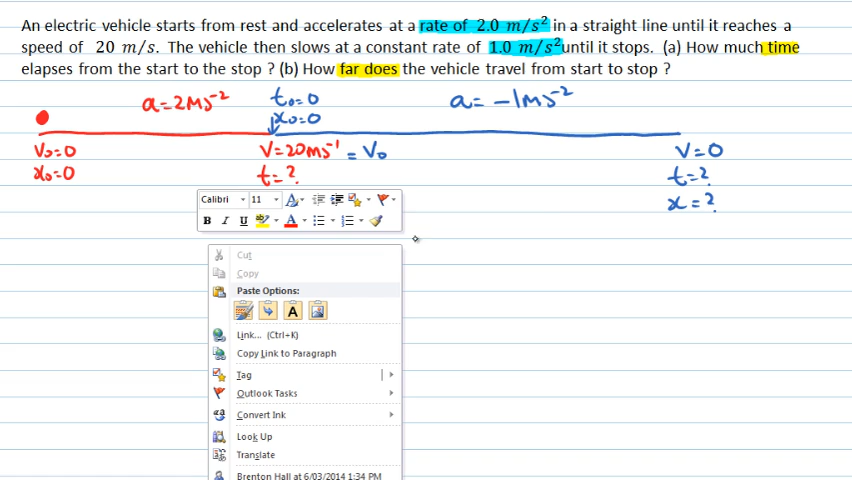 An electric vehicle starts from rest and accelerates at a rate of 2.0 m/s² in a straight line until it reaches a
speed of 20 m/s. The vehicle then slows at a constant rate of 1.0 m/s² until it stops. (a) How much time
elapses from the start to the stop ? (b) How far does the vehicle travel from start to stop ?
a=2ms⁻² t₀=0 a= -1ms⁻²
x₀=0
V₀=0 V=20ms⁻¹ = V₀ V=0
x₀=0 t=? t=?
x=?
Calibri 11 A
B I U ab A
Cut
Copy
Paste Options:
A
Link... (Ctrl+K)
Copy Link to Paragraph
Tag
Outlook Tasks
Convert Ink
Look Up
Translate
Brenton Hall at 6/03/2014 1:34 PM